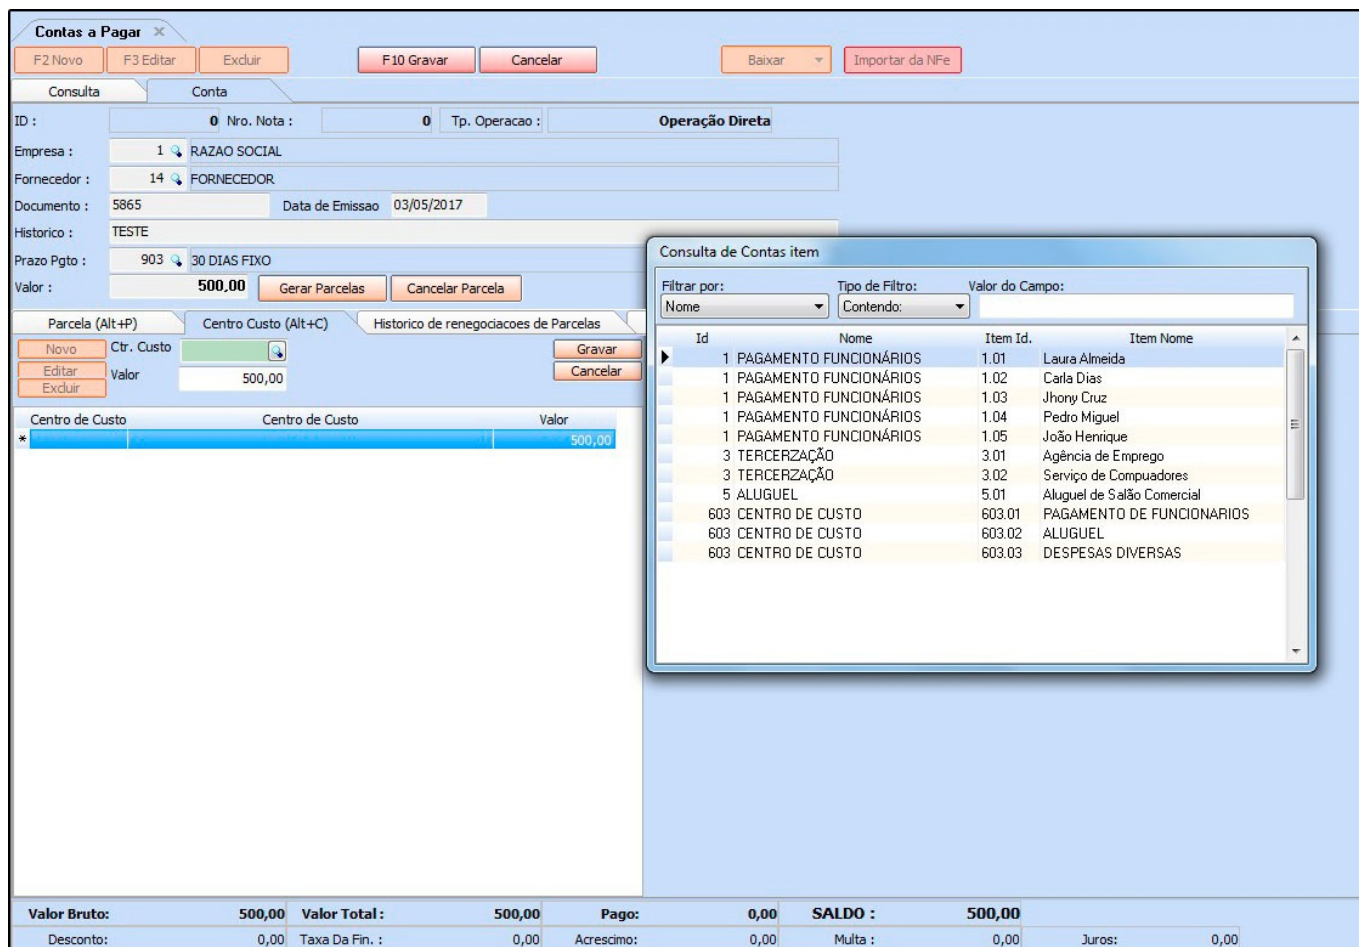 Contas a Pagar
F2 Novo F3 Editar Excluir F10 Gravar Cancelar Baixar Importar da NFe
Consulta Conta
ID : 0 Nro. Nota : 0 Tp. Operacao : Operação Direta
Empresa : 1 RAZAO SOCIAL
Fornecedor : 14 FORNECEDOR
Documento : 5865 Data de Emissao 03/05/2017
Historico : TESTE
Prazo Pgto : 903 30 DIAS FIXO
Valor : 500,00 Gerar Parcelas Cancelar Parcela
Parcela (Alt+P) Centro Custo (Alt+C) Historico de renegociacoes de Parcelas
Novo Ctr. Custo Gravar
Editar Valor 500,00 Cancelar
Excluir
Centro de Custo Centro de Custo Valor
* 500,00
Consulta de Contas item
Filtrar por: Tipo de Filtro: Valor do Campo:
Nome Contendo:
Id Nome Item Id. Item Nome
1 PAGAMENTO FUNCIONÁRIOS 1.01 Laura Almeida
1 PAGAMENTO FUNCIONÁRIOS 1.02 Carla Dias
1 PAGAMENTO FUNCIONÁRIOS 1.03 Jhony Cruz
1 PAGAMENTO FUNCIONÁRIOS 1.04 Pedro Miguel
1 PAGAMENTO FUNCIONÁRIOS 1.05 João Henrique
3 TERCERZAÇÃO 3.01 Agência de Emprego
3 TERCERZAÇÃO 3.02 Serviço de Compuadores
5 ALUGUEL 5.01 Aluguel de Salão Comercial
603 CENTRO DE CUSTO 603.01 PAGAMENTO DE FUNCIONARIOS
603 CENTRO DE CUSTO 603.02 ALUGUEL
603 CENTRO DE CUSTO 603.03 DESPESAS DIVERSAS
Valor Bruto: 500,00 Valor Total : 500,00 Pago: 0,00 SALDO : 500,00
Desconto: 0,00 Taxa Da Fin. : 0,00 Acrescimo: 0,00 Multa : 0,00 Juros: 0,00